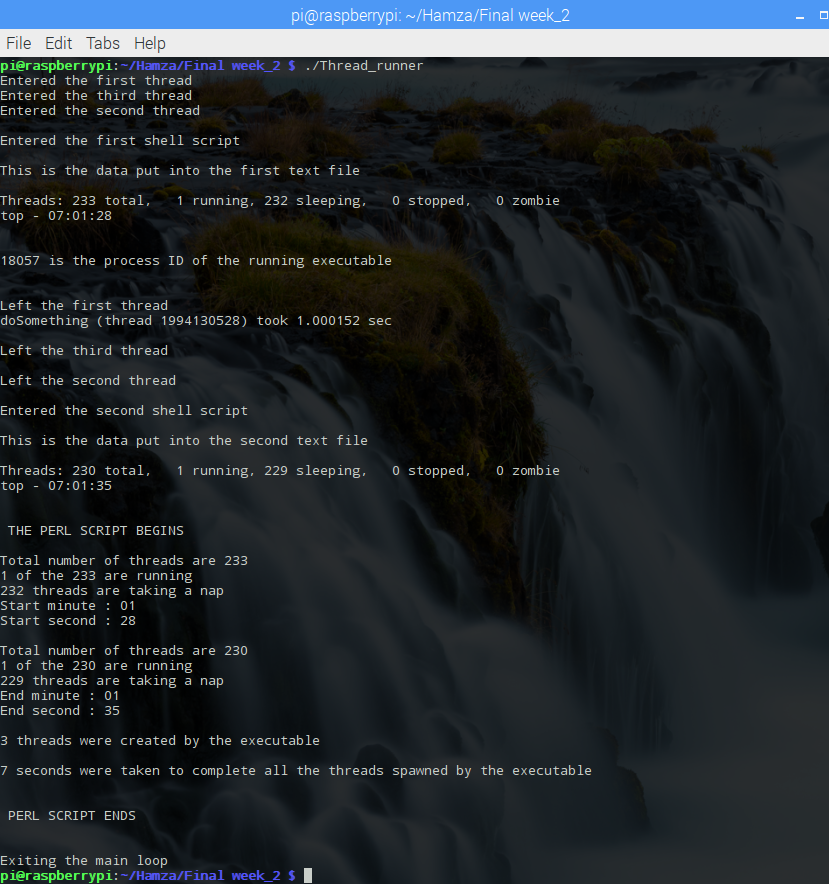 pi@raspberrypi: ~/Hamza/Final week_2
File Edit Tabs Help
pi@raspberrypi:~/Hamza/Final week_2 $ ./Thread_runner
Entered the first thread
Entered the third thread
Entered the second thread
Entered the first shell script
This is the data put into the first text file
Threads: 233 total,   1 running, 232 sleeping,   0 stopped,   0 zombie
top - 07:01:28
18057 is the process ID of the running executable
Left the first thread
doSomething (thread 1994130528) took 1.000152 sec
Left the third thread
Left the second thread
Entered the second shell script
This is the data put into the second text file
Threads: 230 total,   1 running, 229 sleeping,   0 stopped,   0 zombie
top - 07:01:35
THE PERL SCRIPT BEGINS
Total number of threads are 233
1 of the 233 are running
232 threads are taking a nap
Start minute : 01
Start second : 28
Total number of threads are 230
1 of the 230 are running
229 threads are taking a nap
End minute : 01
End second : 35
3 threads were created by the executable
7 seconds were taken to complete all the threads spawned by the executable
PERL SCRIPT ENDS
Exiting the main loop
pi@raspberrypi:~/Hamza/Final week_2 $